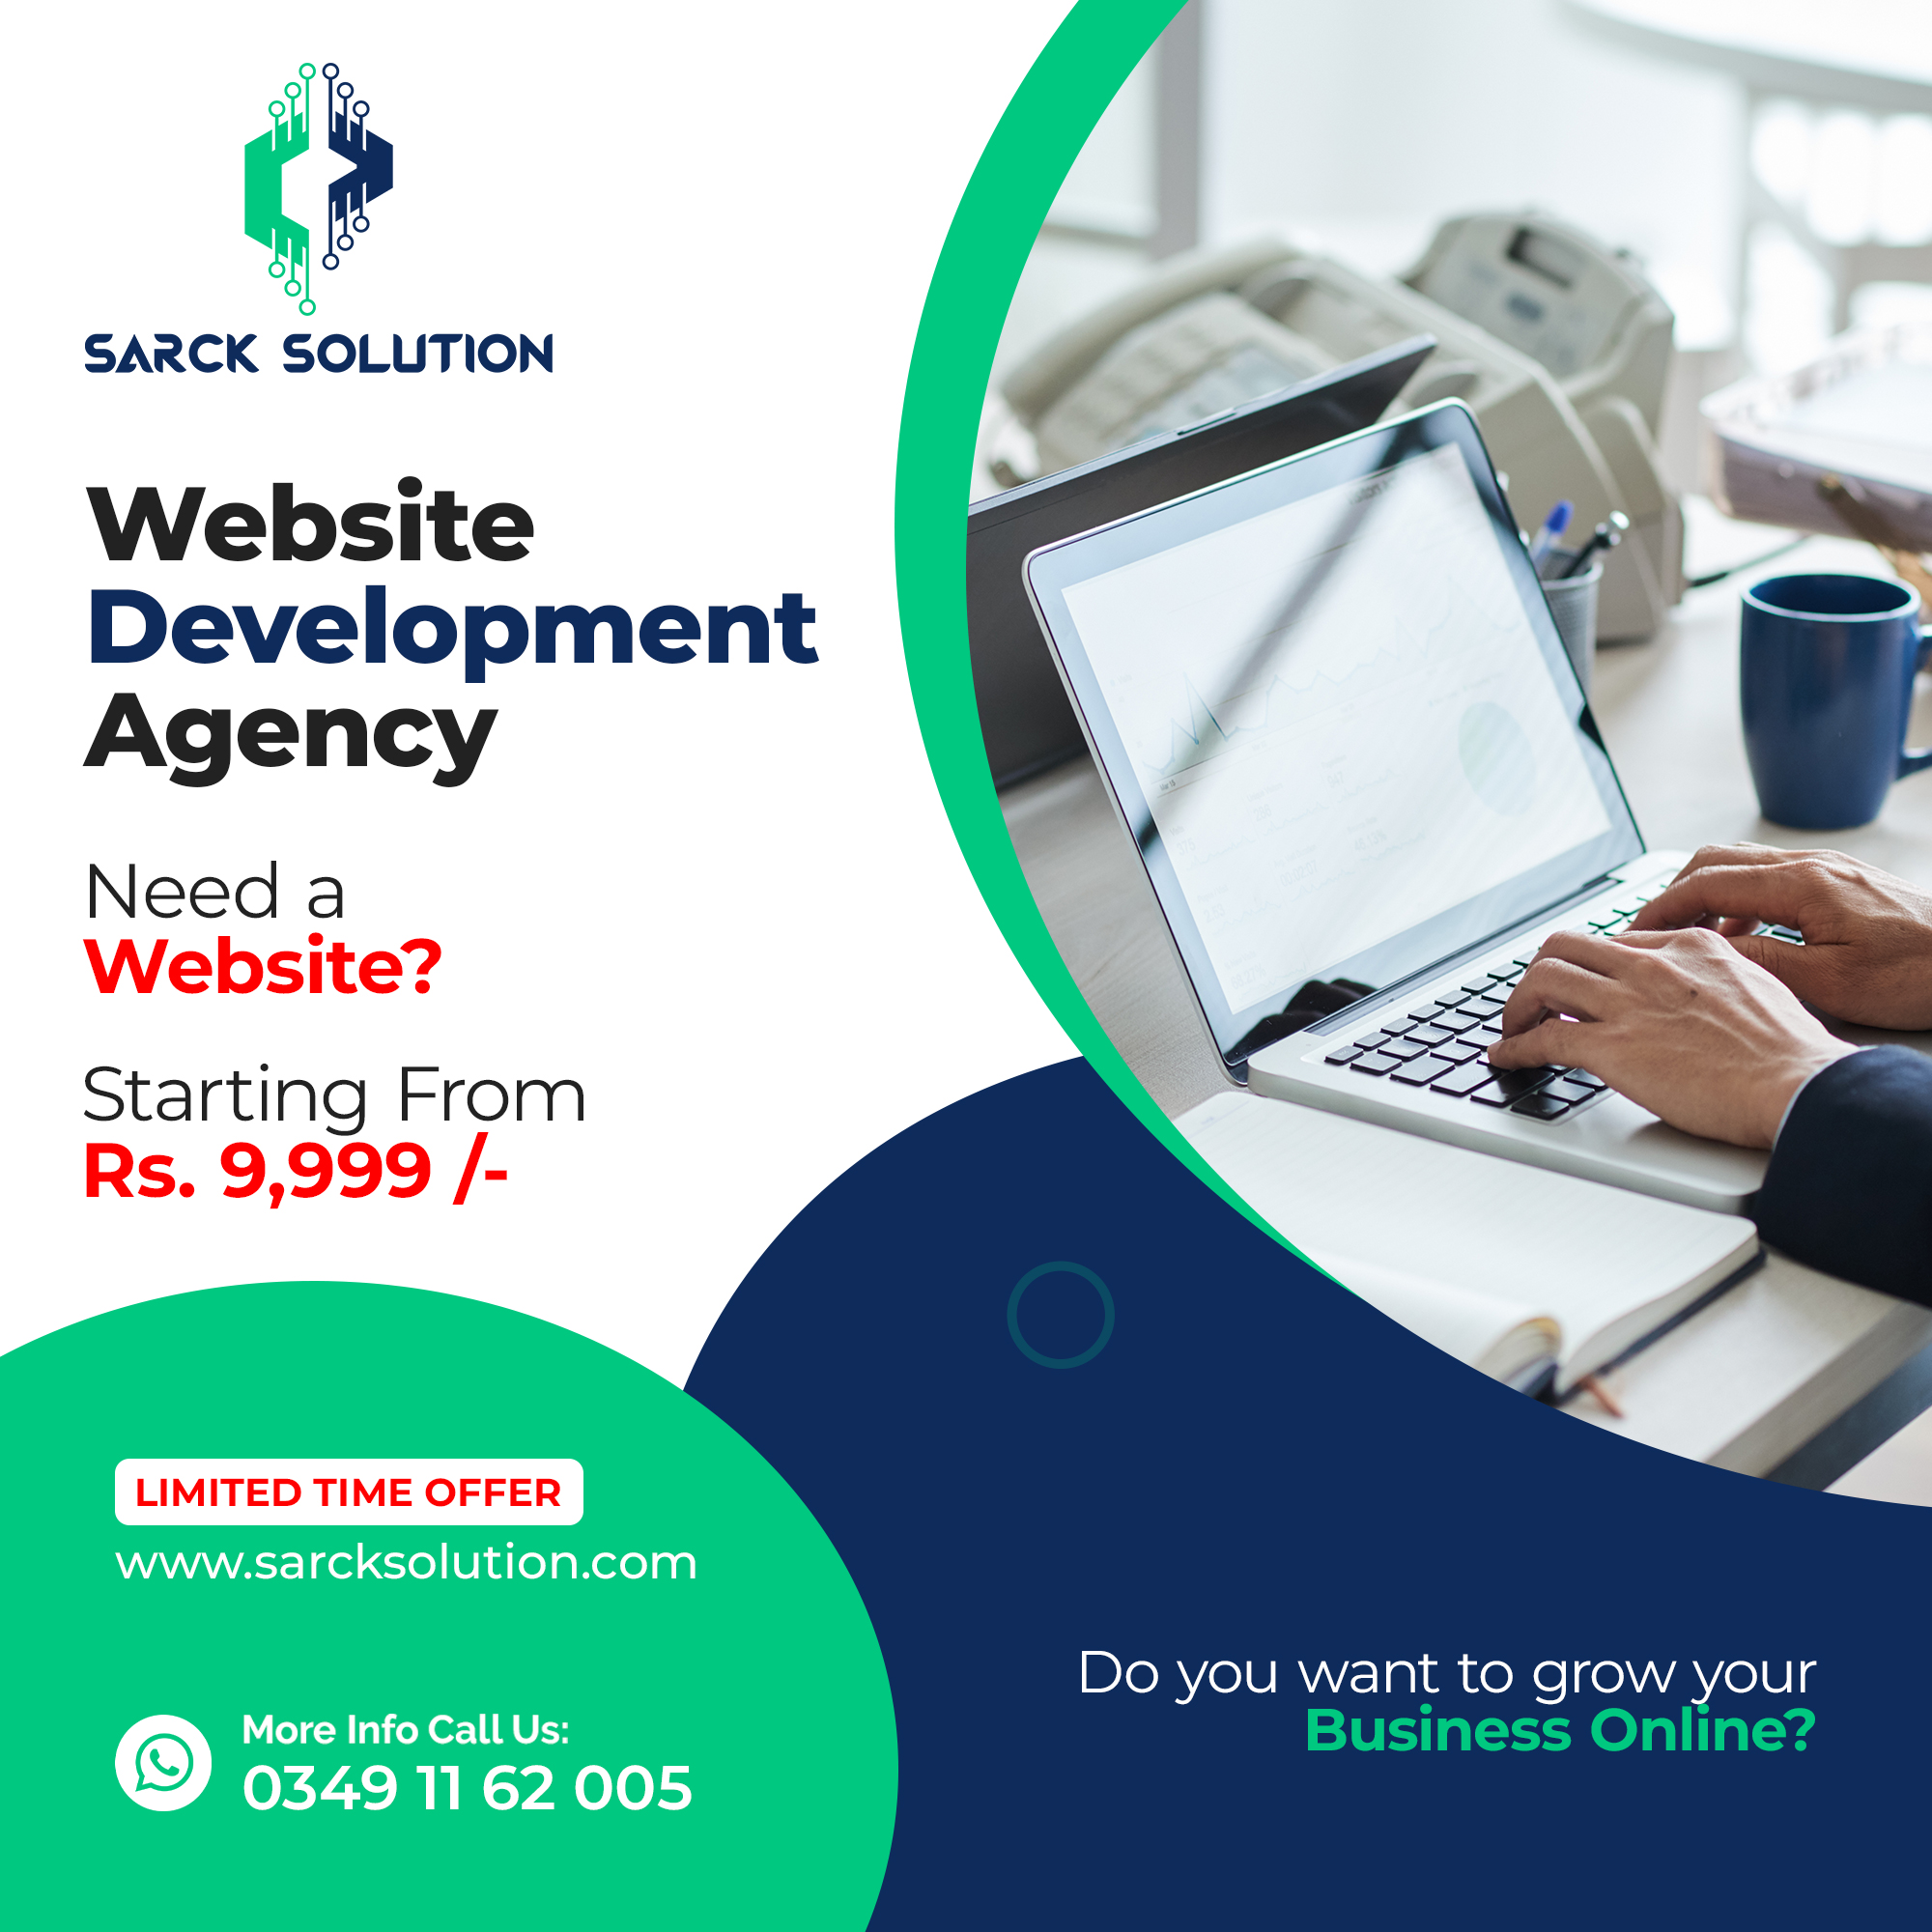 SARCK SOLUTION
Website
Development
Agency
Need a
Website?
Starting From
Rs. 9,999 /-
LIMITED TIME OFFER
www.sarcksolution.com
More Info Call Us:
0349 11 62 005
Do you want to grow your
Business Online?